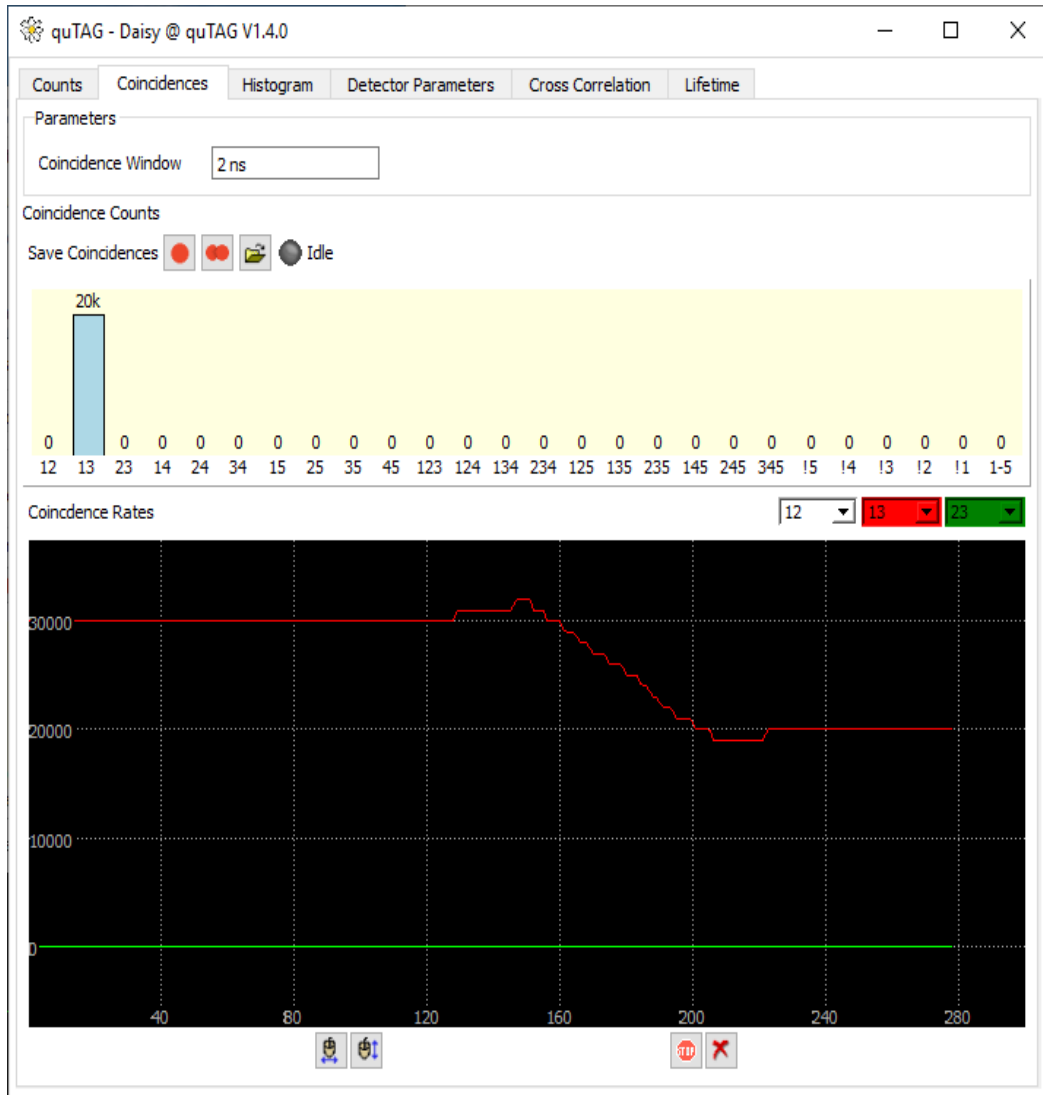 quTAG - Daisy @ quTAG V1.4.0
Counts Coincidences Histogram Detector Parameters Cross Correlation Lifetime
Parameters
Coincidence Window 2 ns
Coincidence Counts
Save Coincidences Idle
20k
0 0 0 0 0 0 0 0 0 0 0 0 0 0 0 0 0 0 0 0 0 0 0 0 0
12 13 23 14 24 34 15 25 35 45 123 124 134 234 125 135 235 145 245 345 !5 !4 !3 !2 !1 1-5
Coincdence Rates 12 13 23
30000
20000
10000
0
40 80 120 160 200 240 280
STOP